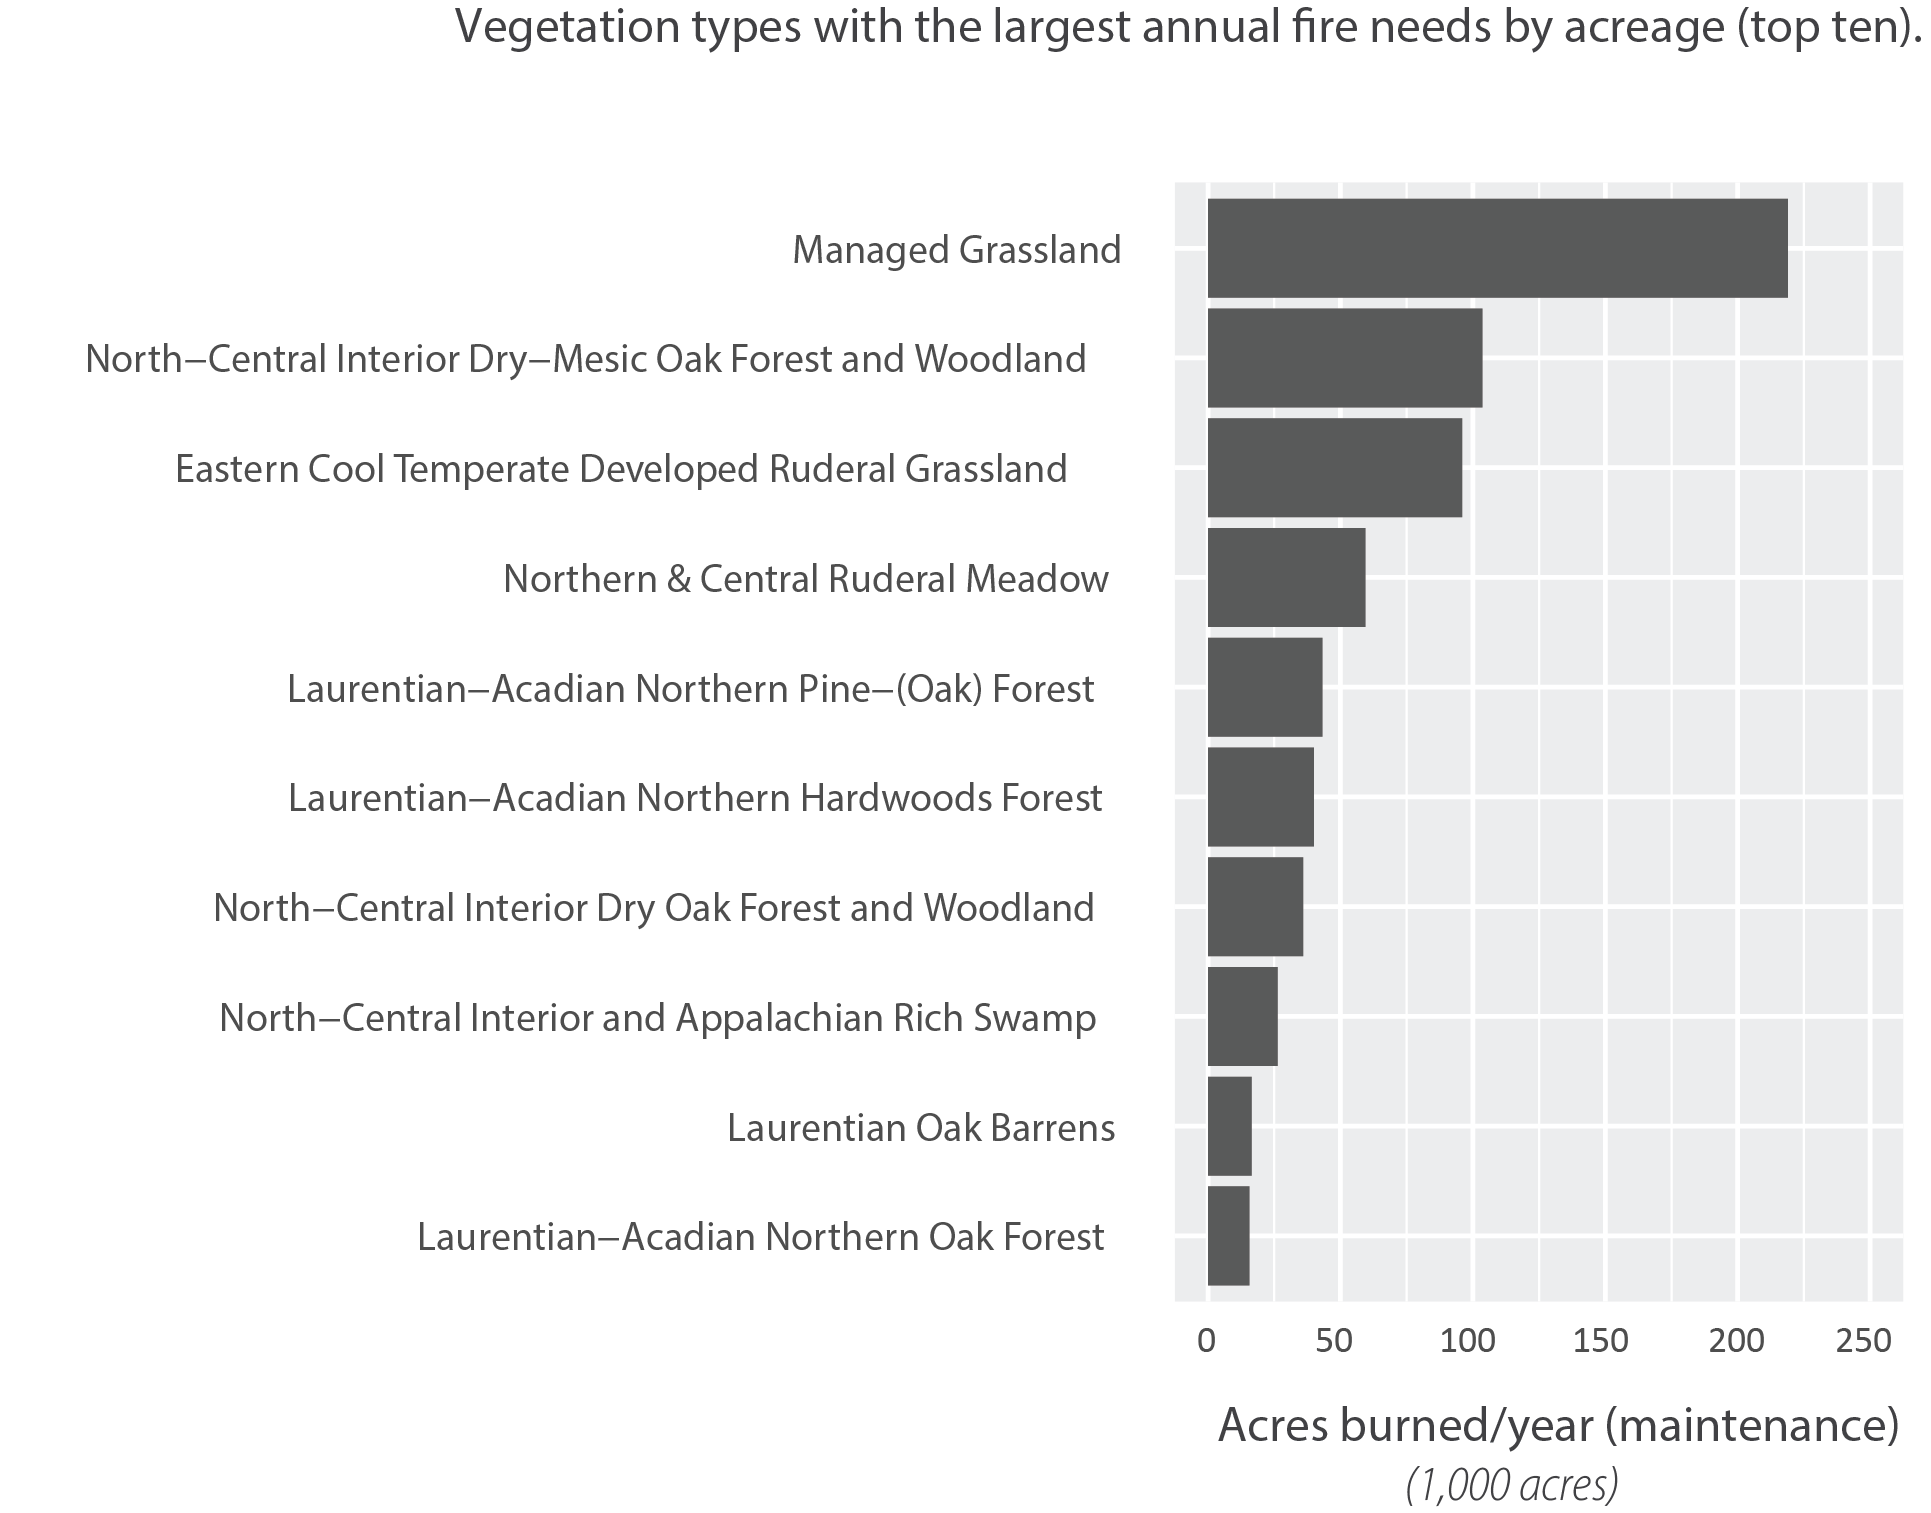 Vegetation types with the largest annual fire needs by acreage (top ten).
Managed Grassland
North−Central Interior Dry−Mesic Oak Forest and Woodland
Eastern Cool Temperate Developed Ruderal Grassland
Northern & Central Ruderal Meadow
Laurentian−Acadian Northern Pine−(Oak) Forest
Laurentian−Acadian Northern Hardwoods Forest
North−Central Interior Dry Oak Forest and Woodland
North−Central Interior and Appalachian Rich Swamp
Laurentian Oak Barrens
Laurentian−Acadian Northern Oak Forest
0 50 100 150 200 250
Acres burned/year (maintenance)
(1,000 acres)